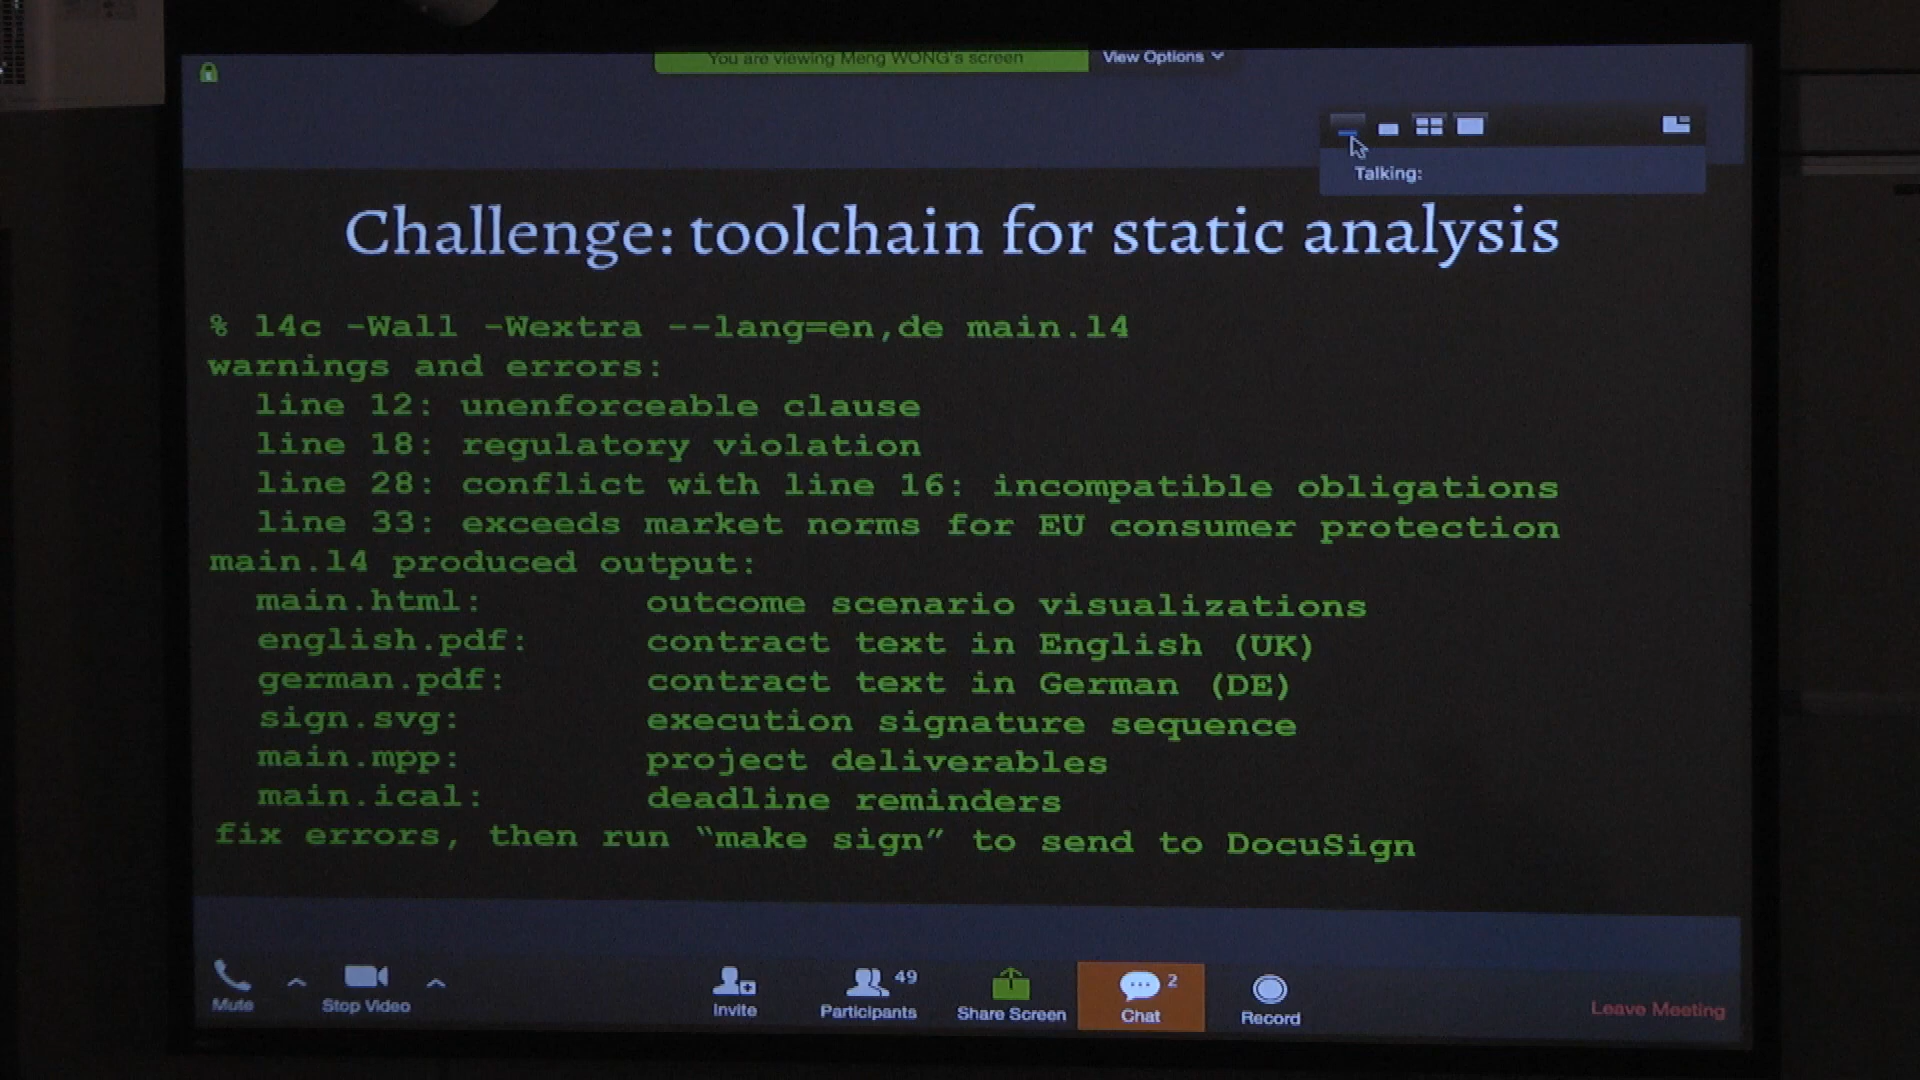 You are viewing Meng WONG's screen
View Options
Talking:
Challenge: toolchain for static analysis
% l4c -Wall -Wextra --lang=en,de main.l4
warnings and errors:
line 12: unenforceable clause
line 18: regulatory violation
line 28: conflict with line 16: incompatible obligations
line 33: exceeds market norms for EU consumer protection
main.l4 produced output:
main.html: outcome scenario visualizations
english.pdf: contract text in English (UK)
german.pdf: contract text in German (DE)
sign.svg: execution signature sequence
main.mpp: project deliverables
main.ical: deadline reminders
fix errors, then run “make sign” to send to DocuSign
Mute Stop Video Invite Participants 49 Share Screen Chat 2 Record Leave Meeting